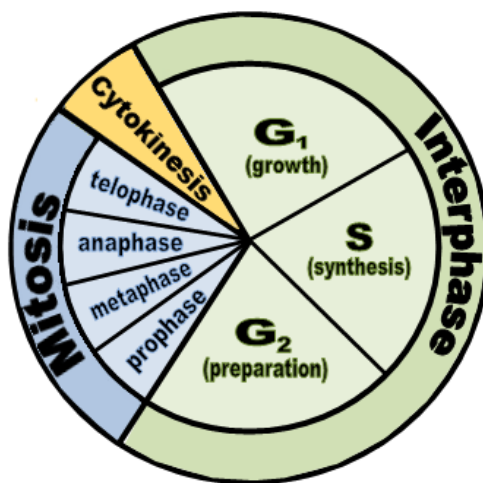 Cytokinesis
G₁
(growth)
Interphase
S
(synthesis)
G₂
(preparation)
Mitosis
telophase
anaphase
metaphase
prophase